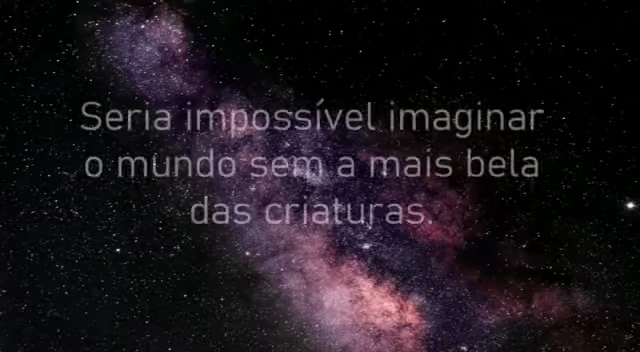 Seria impossível imaginar
o mundo sem a mais bela
das criaturas.